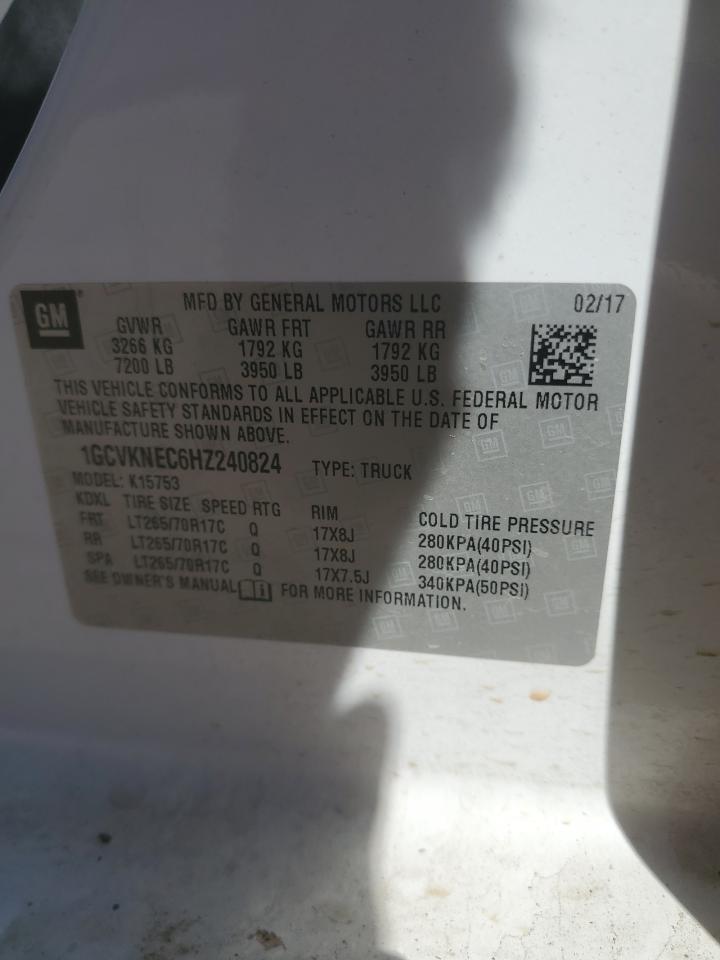 GM ® MFD BY GENERAL MOTORS LLC 02/17
GVWR GAWR FRT GAWR RR
3266 KG 1792 KG 1792 KG
7200 LB 3950 LB 3950 LB
THIS VEHICLE CONFORMS TO ALL APPLICABLE U.S. FEDERAL MOTOR
VEHICLE SAFETY STANDARDS IN EFFECT ON THE DATE OF
MANUFACTURE SHOWN ABOVE.
1GCVKNEC6HZ240824 TYPE: TRUCK
MODEL: K15753
KDXL TIRE SIZE SPEED RTG RIM COLD TIRE PRESSURE
FRT LT265/70R17C Q 17X8J 280KPA(40PSI)
RR LT265/70R17C Q 17X8J 280KPA(40PSI)
SPA LT265/70R17C Q 17X7.5J 340KPA(50PSI)
SEE OWNER'S MANUAL FOR MORE INFORMATION.